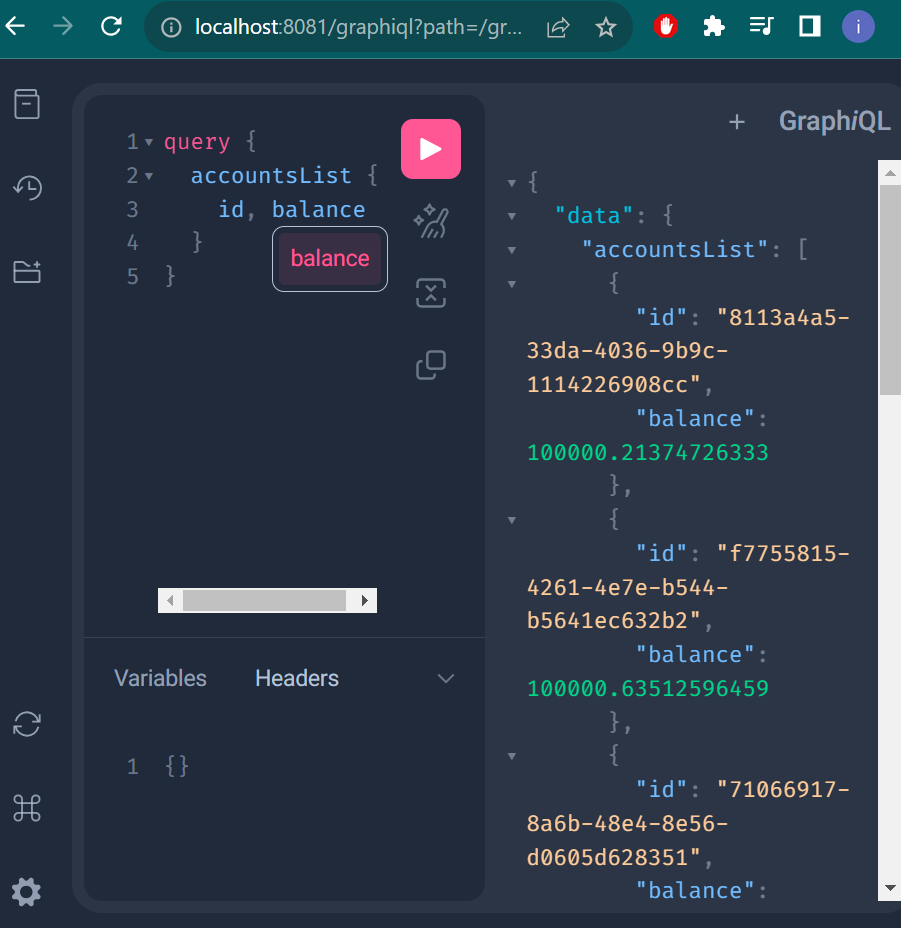 localhost:8081/graphiql?path=/gr...
i
+ GraphiQL
1 query {
2 accountsList {
3 id, balance
4 }
5 }
balance
Variables Headers
1 {}
{
"data": {
"accountsList": [
{
"id": "8113a4a5-
33da-4036-9b9c-
1114226908cc",
"balance":
100000.21374726333
},
{
"id": "f7755815-
4261-4e7e-b544-
b5641ec632b2",
"balance":
100000.63512596459
},
{
"id": "71066917-
8a6b-48e4-8e56-
d0605d628351",
"balance":